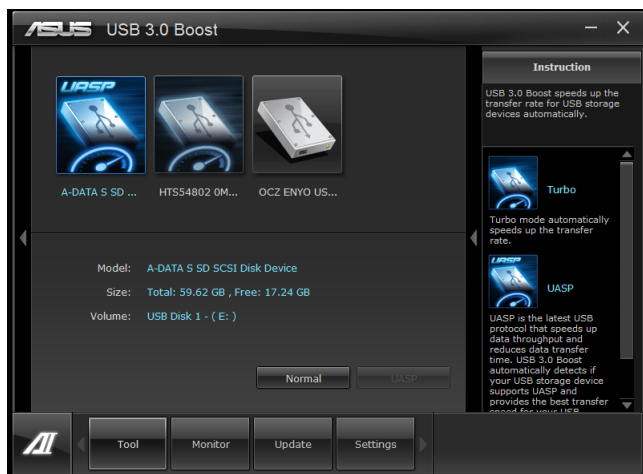 ASUS USB 3.0 Boost
UASP
A-DATA S SD ...
HTS54802 0M...
OCZ ENYO US...
Model: A-DATA S SD SCSI Disk Device
Size: Total: 59.62 GB , Free: 17.24 GB
Volume: USB Disk 1 - ( E: )
Normal
UASP
Instruction
USB 3.0 Boost speeds up the
transfer rate for USB storage
devices automatically.
Turbo
Turbo mode automatically
speeds up the transfer
rate.
UASP
UASP
UASP is the latest USB
protocol that speeds up
data throughput and
reduces data transfer
time. USB 3.0 Boost
automatically detects if
your USB storage device
supports UASP and
provides the best transfer
speed for your USB
Tool
Monitor
Update
Settings